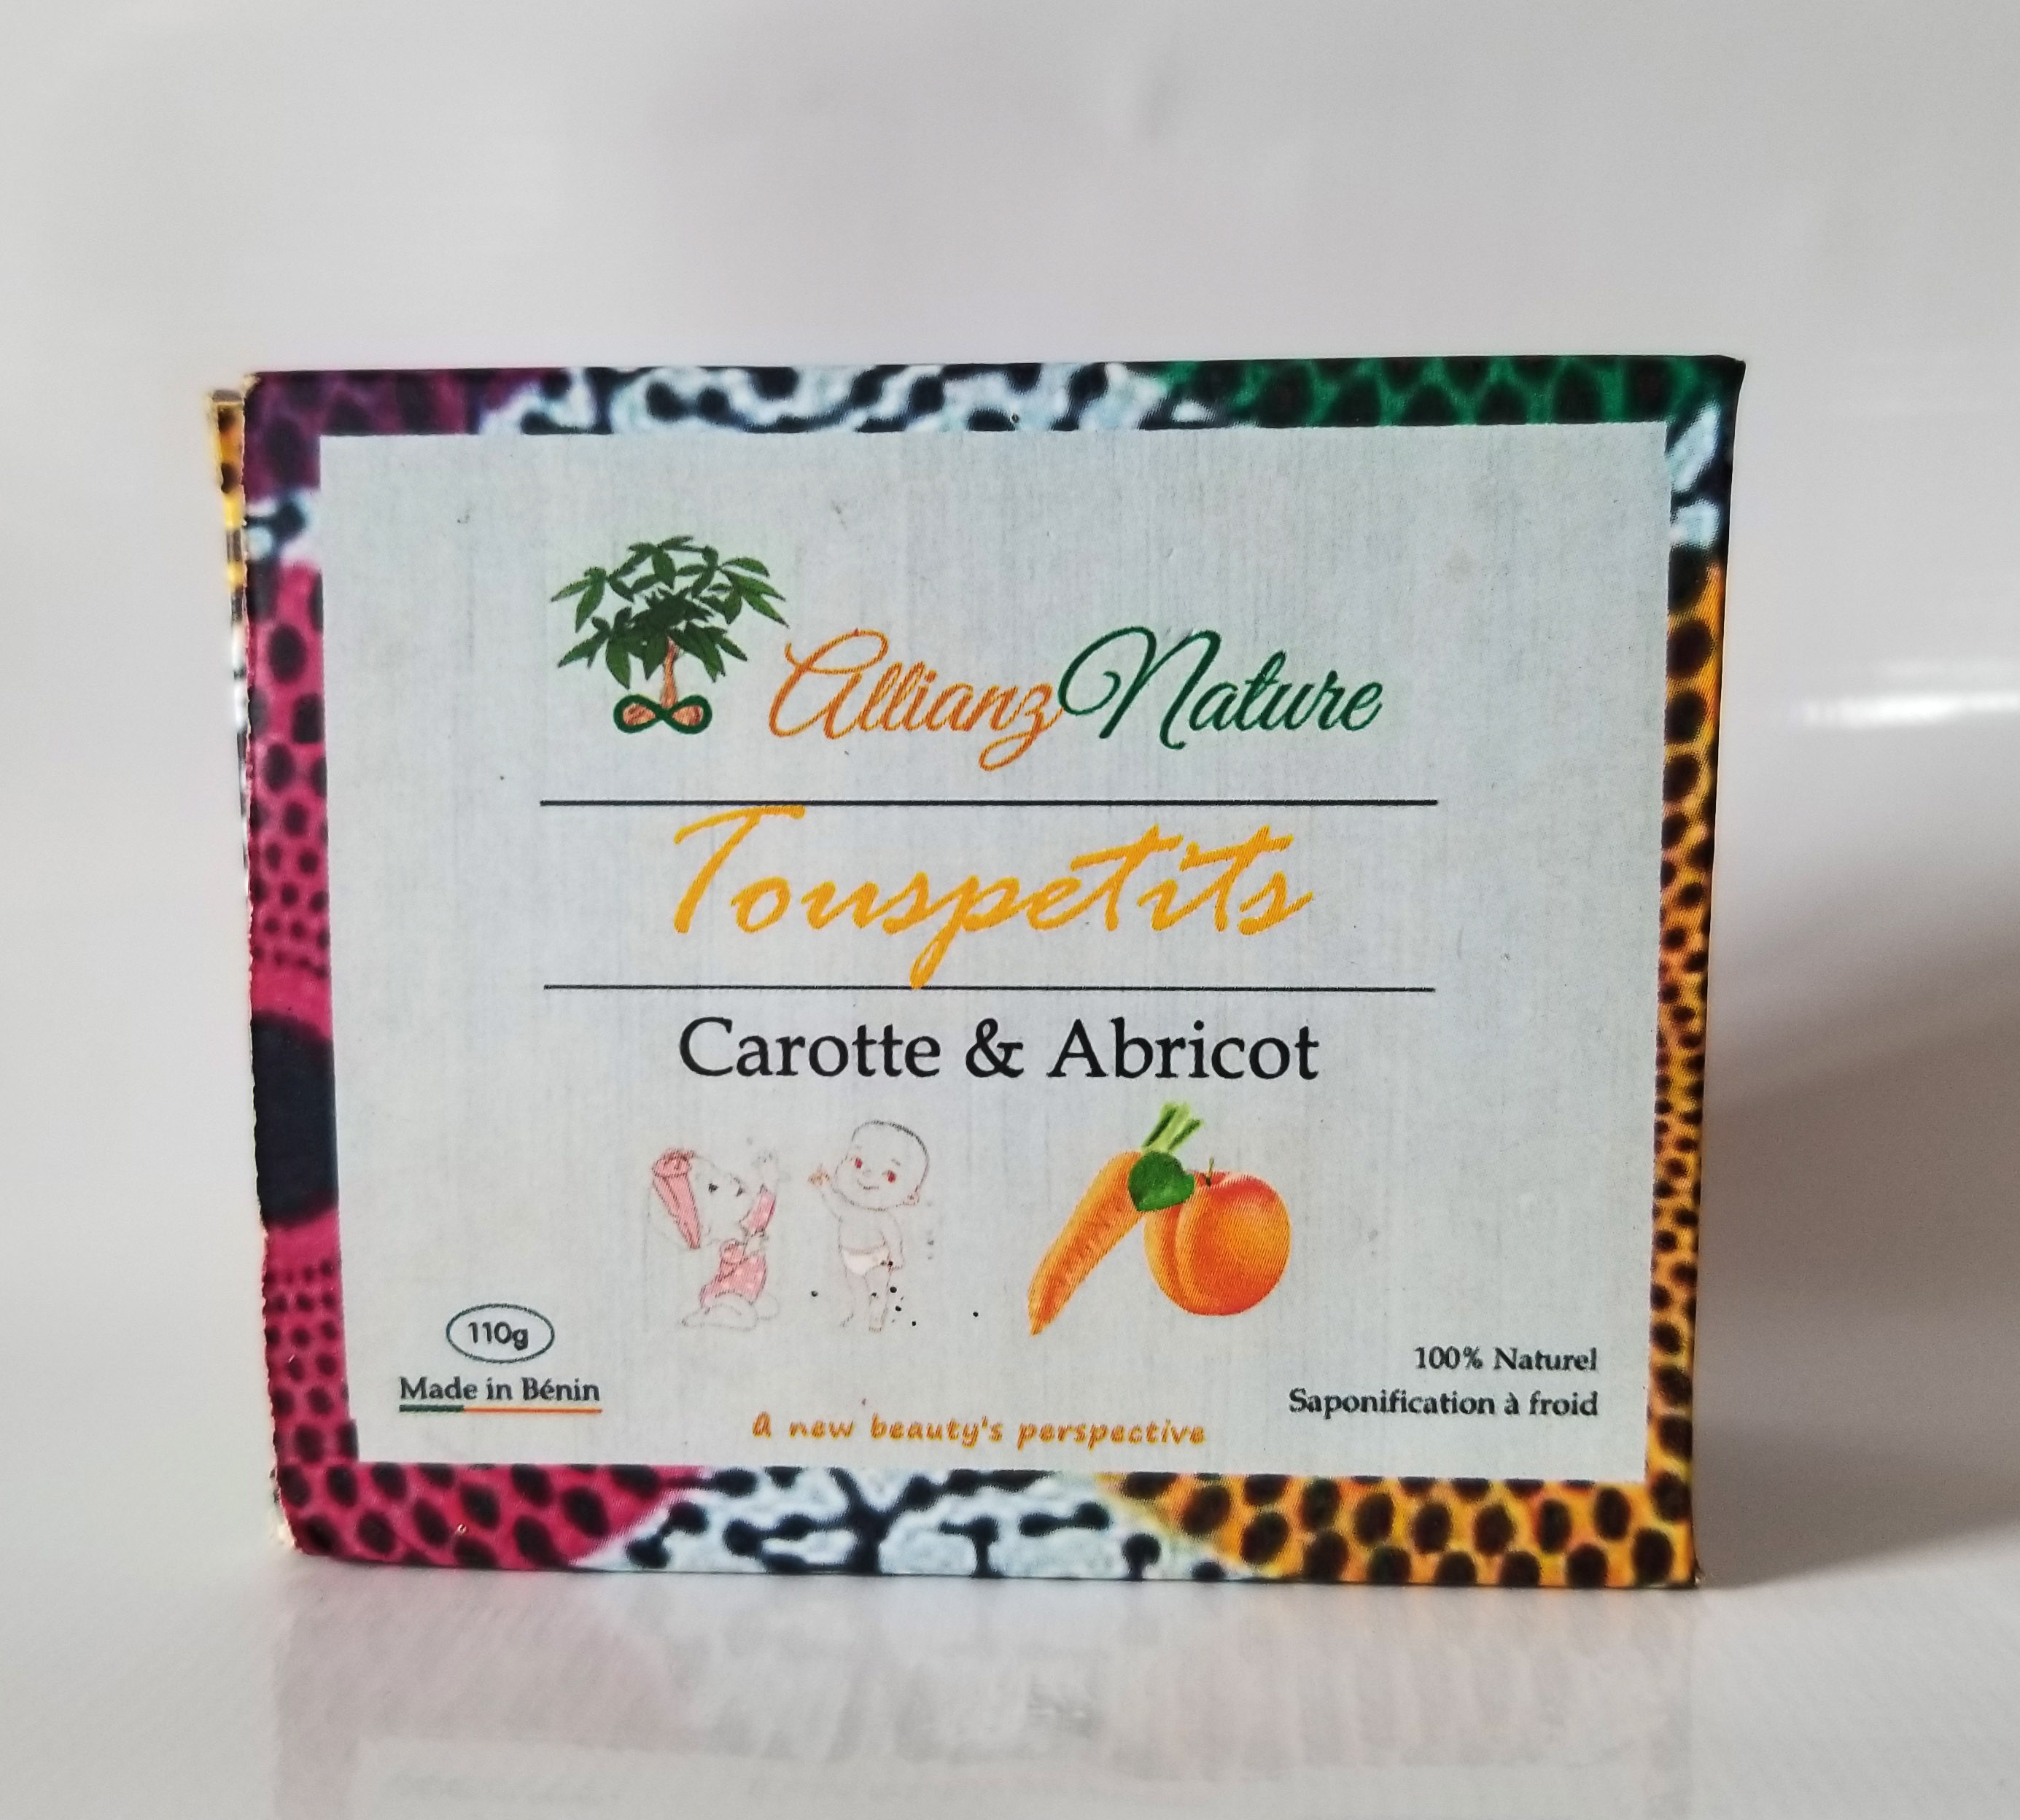 AllianzNature
Touspetits
Carotte & Abricot
110g
Made in Bénin
100% Naturel
Saponification à froid
A new beauty's perspective